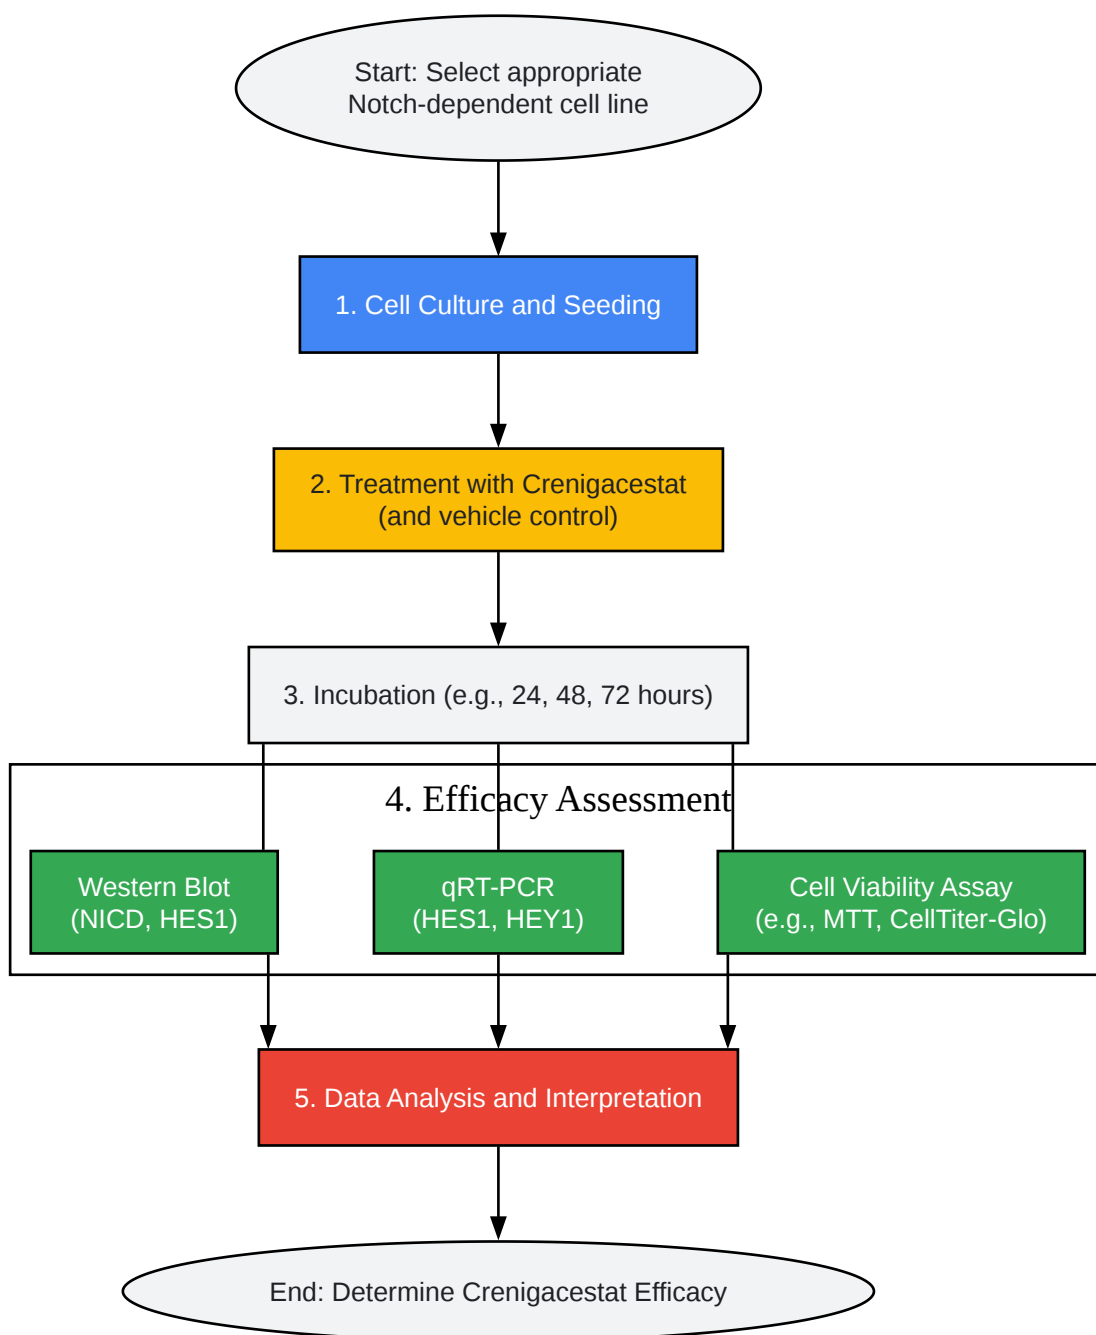 Start: Select appropriate
Notch-dependent cell line
1. Cell Culture and Seeding
2. Treatment with Crenigacestat
(and vehicle control)
3. Incubation (e.g., 24, 48, 72 hours)
4. Efficacy Assessment
Western Blot
(NICD, HES1)
qRT-PCR
(HES1, HEY1)
Cell Viability Assay
(e.g., MTT, CellTiter-Glo)
5. Data Analysis and Interpretation
End: Determine Crenigacestat Efficacy